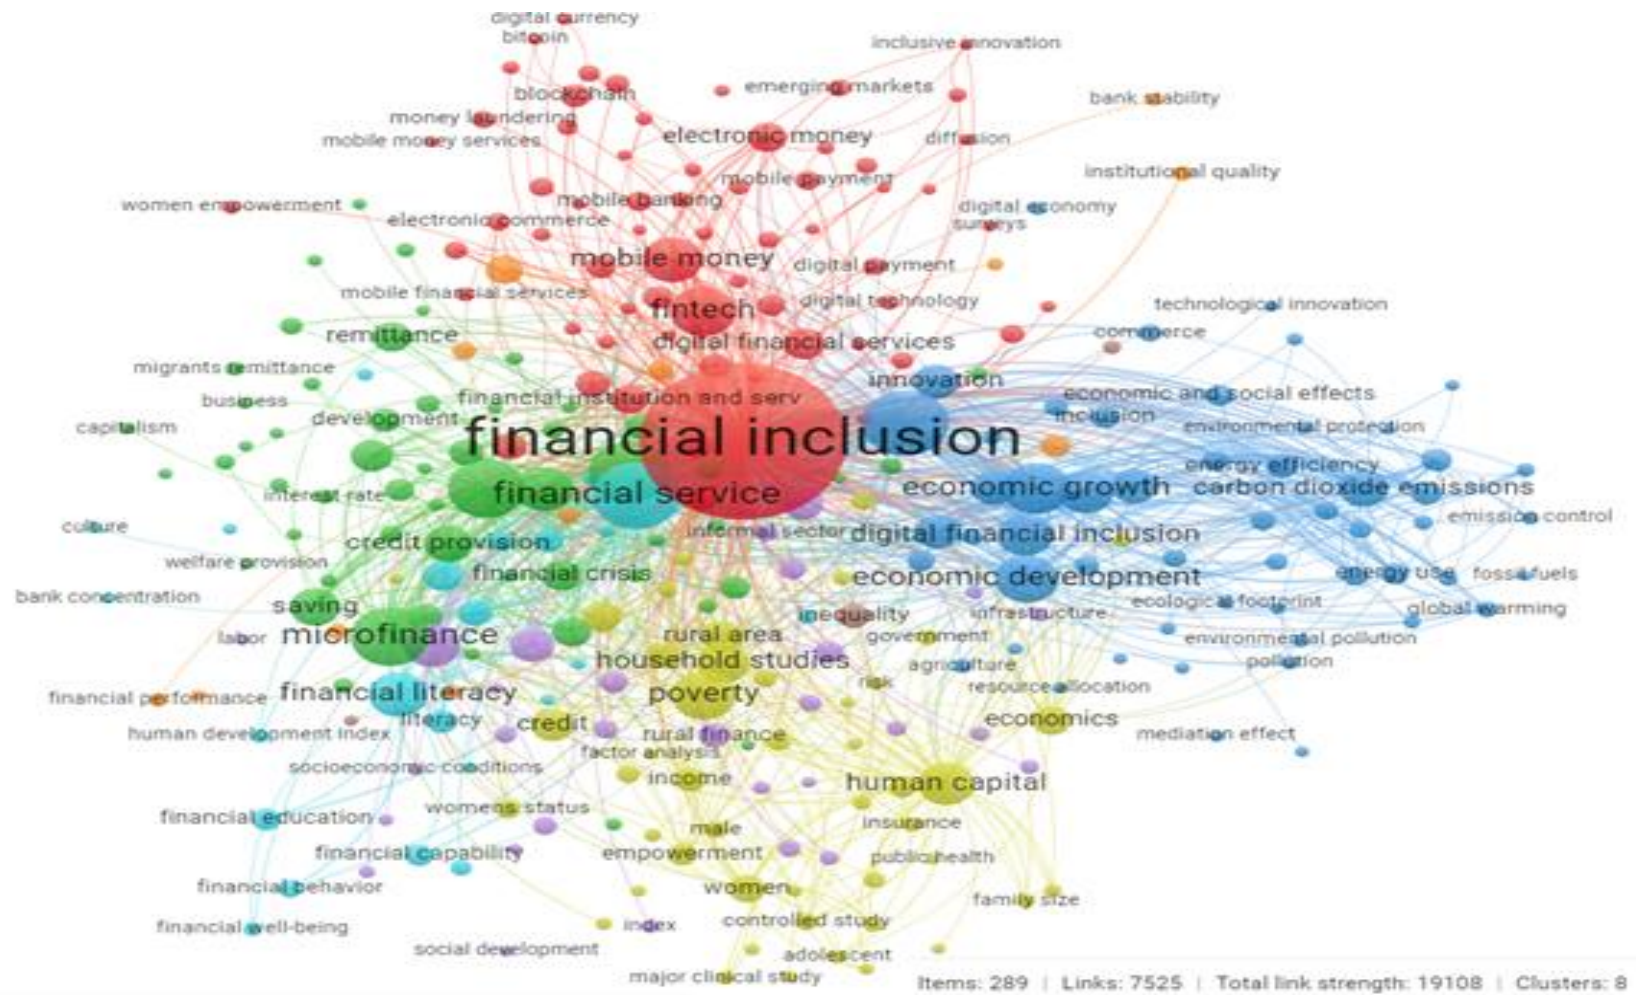 digital currency
bitcoin
inclusive innovation
blockchain
emerging markets
bank stability
money laundering
mobile money services
electronic money
diffusion
mobile payment
institutional quality
women empowerment
mobile banking
electronic commerce
digital economy
surveys
mobile money
digital payment
mobile financial services
fintech
digital technology
technological innovation
remittance
digital financial services
commerce
migrants remittance
innovation
business
financial institution and serv
economic and social effects
development
inclusion
capitalism
environmental protection
financial inclusion
energy efficiency
interest rate
financial service
economic growth
carbon dioxide emissions
culture
informal sector
digital financial inclusion
emission control
credit provision
welfare provision
financial crisis
economic development
energy use
fossil fuels
bank concentration
saving
inequality
infrastructure
ecological footprint
global warming
labor
microfinance
rural area
government
environmental pollution
household studies
agriculture
pollution
financial performance
financial literacy
poverty
risk
resource allocation
literacy
credit
economics
human development index
rural finance
mediation effect
factor analysis
socioeconomic conditions
income
human capital
womens status
financial education
male
insurance
financial capability
empowerment
public health
financial behavior
women
family size
financial well-being
index
controlled study
social development
adolescent
major clinical study
Items: 289 | Links: 7525 | Total link strength: 19108 | Clusters: 8